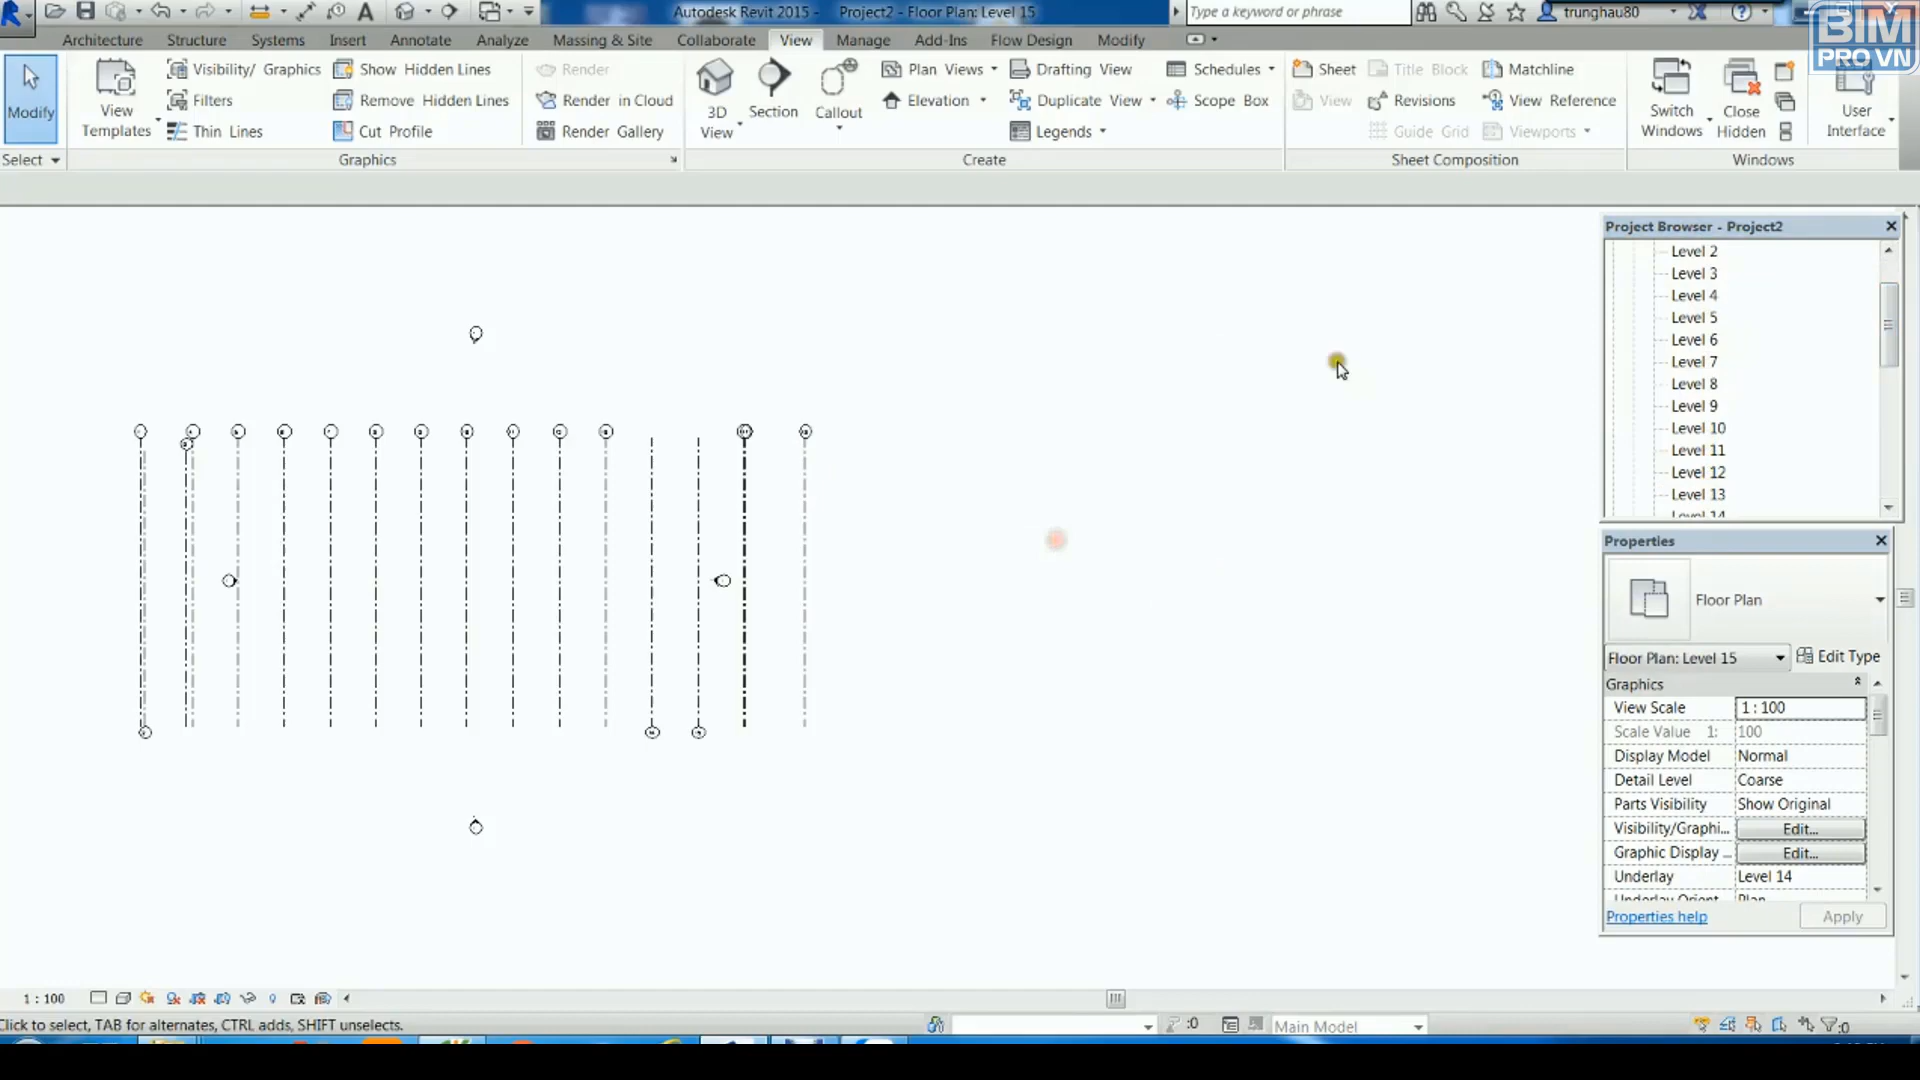 Autodesk Revit 2015 - Project2 - Floor Plan: Level 15
Type a keyword or phrase
trunghau80
BIM
PRO.VN
Architecture Structure Systems Insert Annotate Analyze Massing & Site Collaborate View Manage Add-Ins Flow Design Modify
Modify
View Templates
Visibility/ Graphics
Filters
Thin Lines
Show Hidden Lines
Remove Hidden Lines
Cut Profile
Render
Render in Cloud
Render Gallery
3D View
Section
Callout
Plan Views
Elevation
Drafting View
Duplicate View
Legends
Schedules
Scope Box
Sheet
View
Title Block
Revisions
Guide Grid
Matchline
View Reference
Viewports
Switch Windows
Close Hidden
User Interface
Select
Graphics
Create
Sheet Composition
Windows
Project Browser - Project2
Level 2
Level 3
Level 4
Level 5
Level 6
Level 7
Level 8
Level 9
Level 10
Level 11
Level 12
Level 13
Level 14
Properties
Floor Plan
Floor Plan: Level 15 Edit Type
Graphics
View Scale 1 : 100
Scale Value 1: 100
Display Model Normal
Detail Level Coarse
Parts Visibility Show Original
Visibility/Graphi... Edit...
Graphic Display ... Edit...
Underlay Level 14
Underlay Orient... Plan
Properties help Apply
1 : 100
Click to select, TAB for alternates, CTRL adds, SHIFT unselects.
:0
Main Model
:0